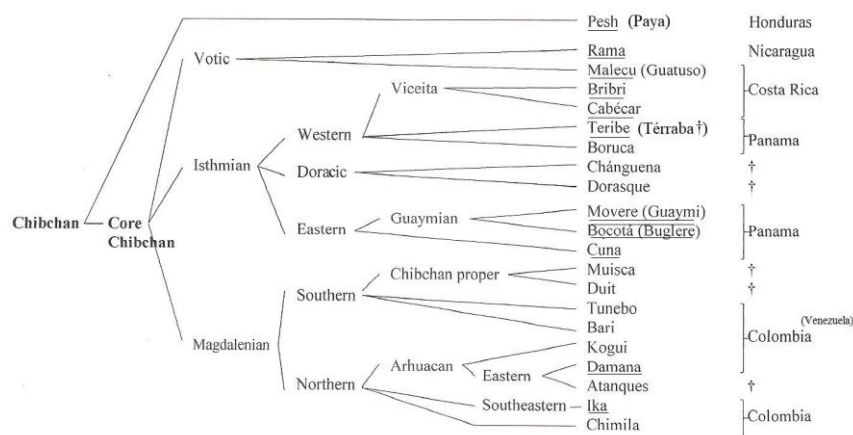 Pesh (Paya) Honduras
Rama Nicaragua
Votic
Malecu (Guatuso)
Viceita Bribri Costa Rica
Cabécar
Western Teribe (Térraba †)
Boruca Panama
Isthmian Chánguena †
Doracic
Dorasque †
Movere (Guaymi)
Chibchan Core Guaymian
Chibchan Eastern Bocotá (Buglere) Panama
Cuna
Chibchan proper Muisca †
Duit †
Southern Tunebo
(Venezuela)
Bari Colombia
Magdalenian Kogui
Arhuacan Damana
Northern Eastern
Atanques †
Southeastern Ika
Colombia
Chimila